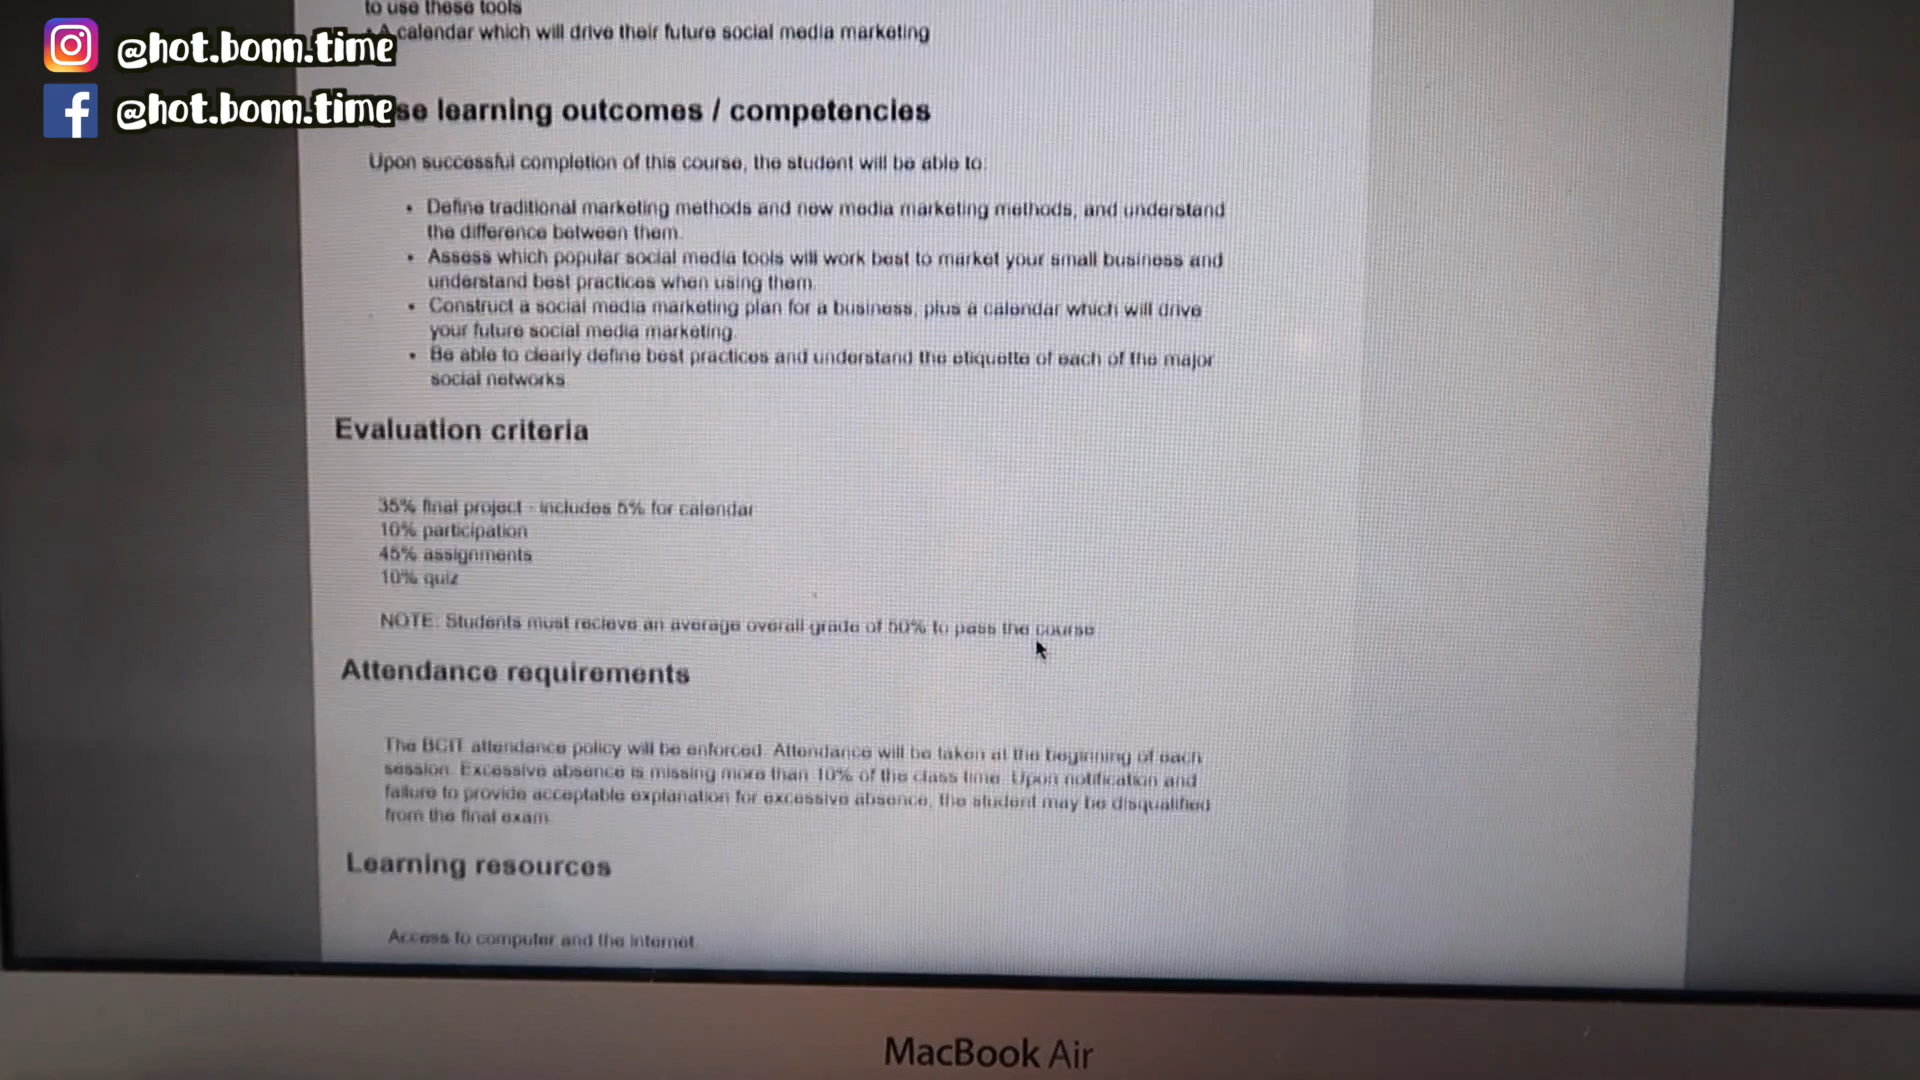 @hot.bonn.time
@hot.bonn.time
to use these tools
A calendar which will drive their future social media marketing
se learning outcomes / competencies
Upon successful completion of this course, the student will be able to:
• Define traditional marketing methods and new media marketing methods, and understand
the difference between them.
• Assess which popular social media tools will work best to market your small business and
understand best practices when using them.
• Construct a social media marketing plan for a business, plus a calendar which will drive
your future social media marketing.
• Be able to clearly define best practices and understand the etiquette of each of the major
social networks
Evaluation criteria
35% final project - includes 5% for calendar
10% participation
45% assignments
10% quiz
NOTE: Students must recieve an average overall grade of 50% to pass the course
Attendance requirements
The BCIT attendance policy will be enforced. Attendance will be taken at the beginning of each
session. Excessive absence is missing more than 10% of the class time. Upon notification and
failure to provide acceptable explanation for excessive absence, the student may be disqualified
from the final exam.
Learning resources
Access to computer and the internet.
MacBook Air